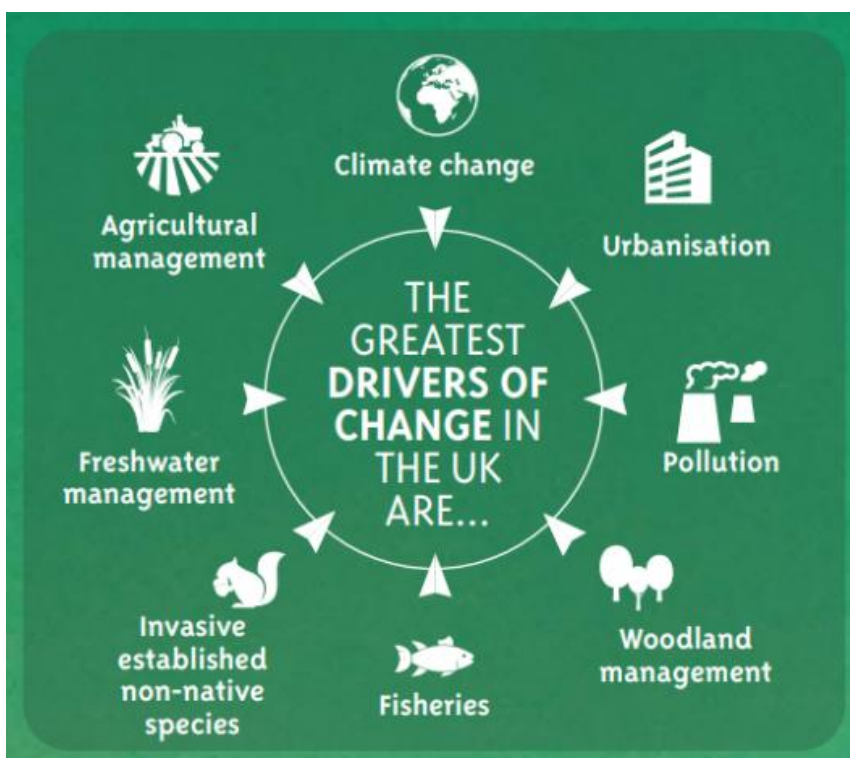 Climate change
Urbanisation
Pollution
Woodland
management
Fisheries
Invasive
established
non-native
species
Freshwater
management
Agricultural
management
THE
GREATEST
DRIVERS OF
CHANGE IN
THE UK
ARE...